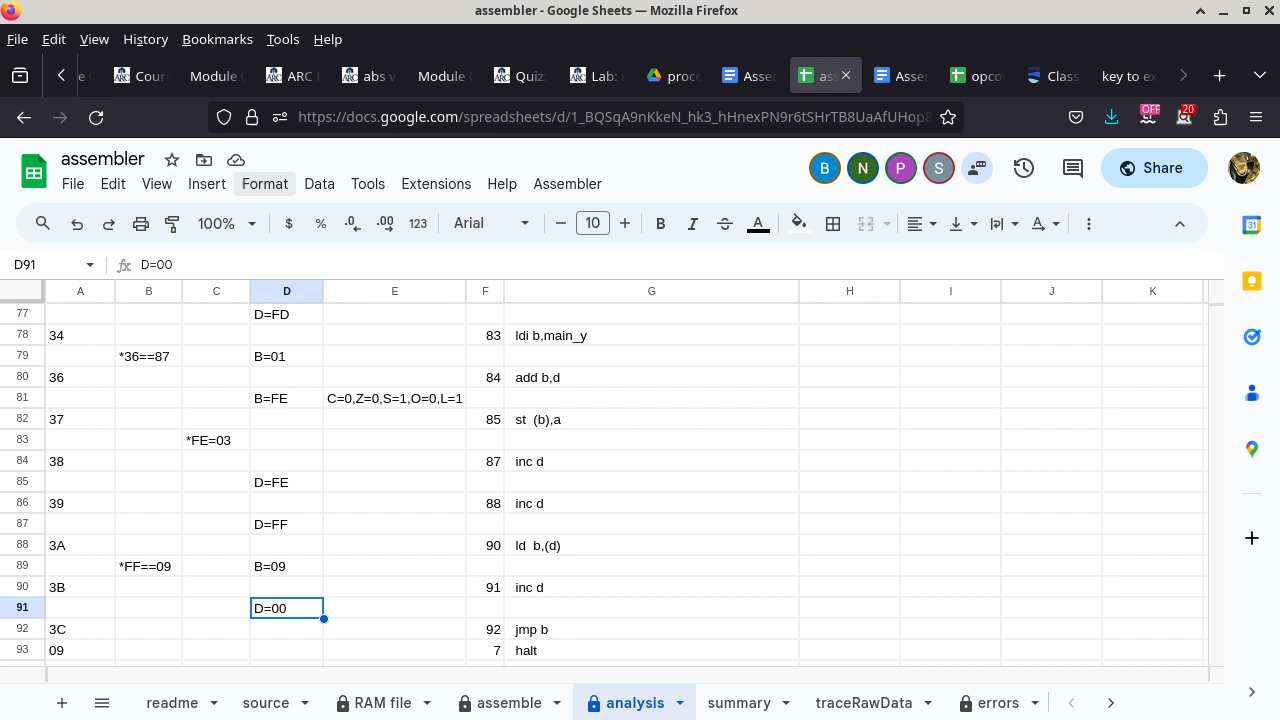 assembler - Google Sheets — Mozilla Firefox
File Edit View History Bookmarks Tools Help
Cour Module ARC abs v Module Quiz Lab: proc Asser ass Asser opco Class key to ex
https://docs.google.com/spreadsheets/d/1_BQSqA9nKkeN_hk3_hHnexPN9r6tSHrTB8UaAfUHop8
OFF 20
assembler
B N P S Share
File Edit View Insert Format Data Tools Extensions Help Assembler
100% $ % .0 .00 123 Arial 10 B I A
D91 D=00
A B C D E F G H I J K
77 D=FD
78 34 83 ldi b,main_y
79 *36==87 B=01
80 36 84 add b,d
81 B=FE C=0,Z=0,S=1,O=0,L=1
82 37 85 st (b),a
83 *FE=03
84 38 87 inc d
85 D=FE
86 39 88 inc d
87 D=FF
88 3A 90 ld b,(d)
89 *FF==09 B=09
90 3B 91 inc d
91 D=00
92 3C 92 jmp b
93 09 7 halt
readme source RAM file assemble analysis summary traceRawData errors